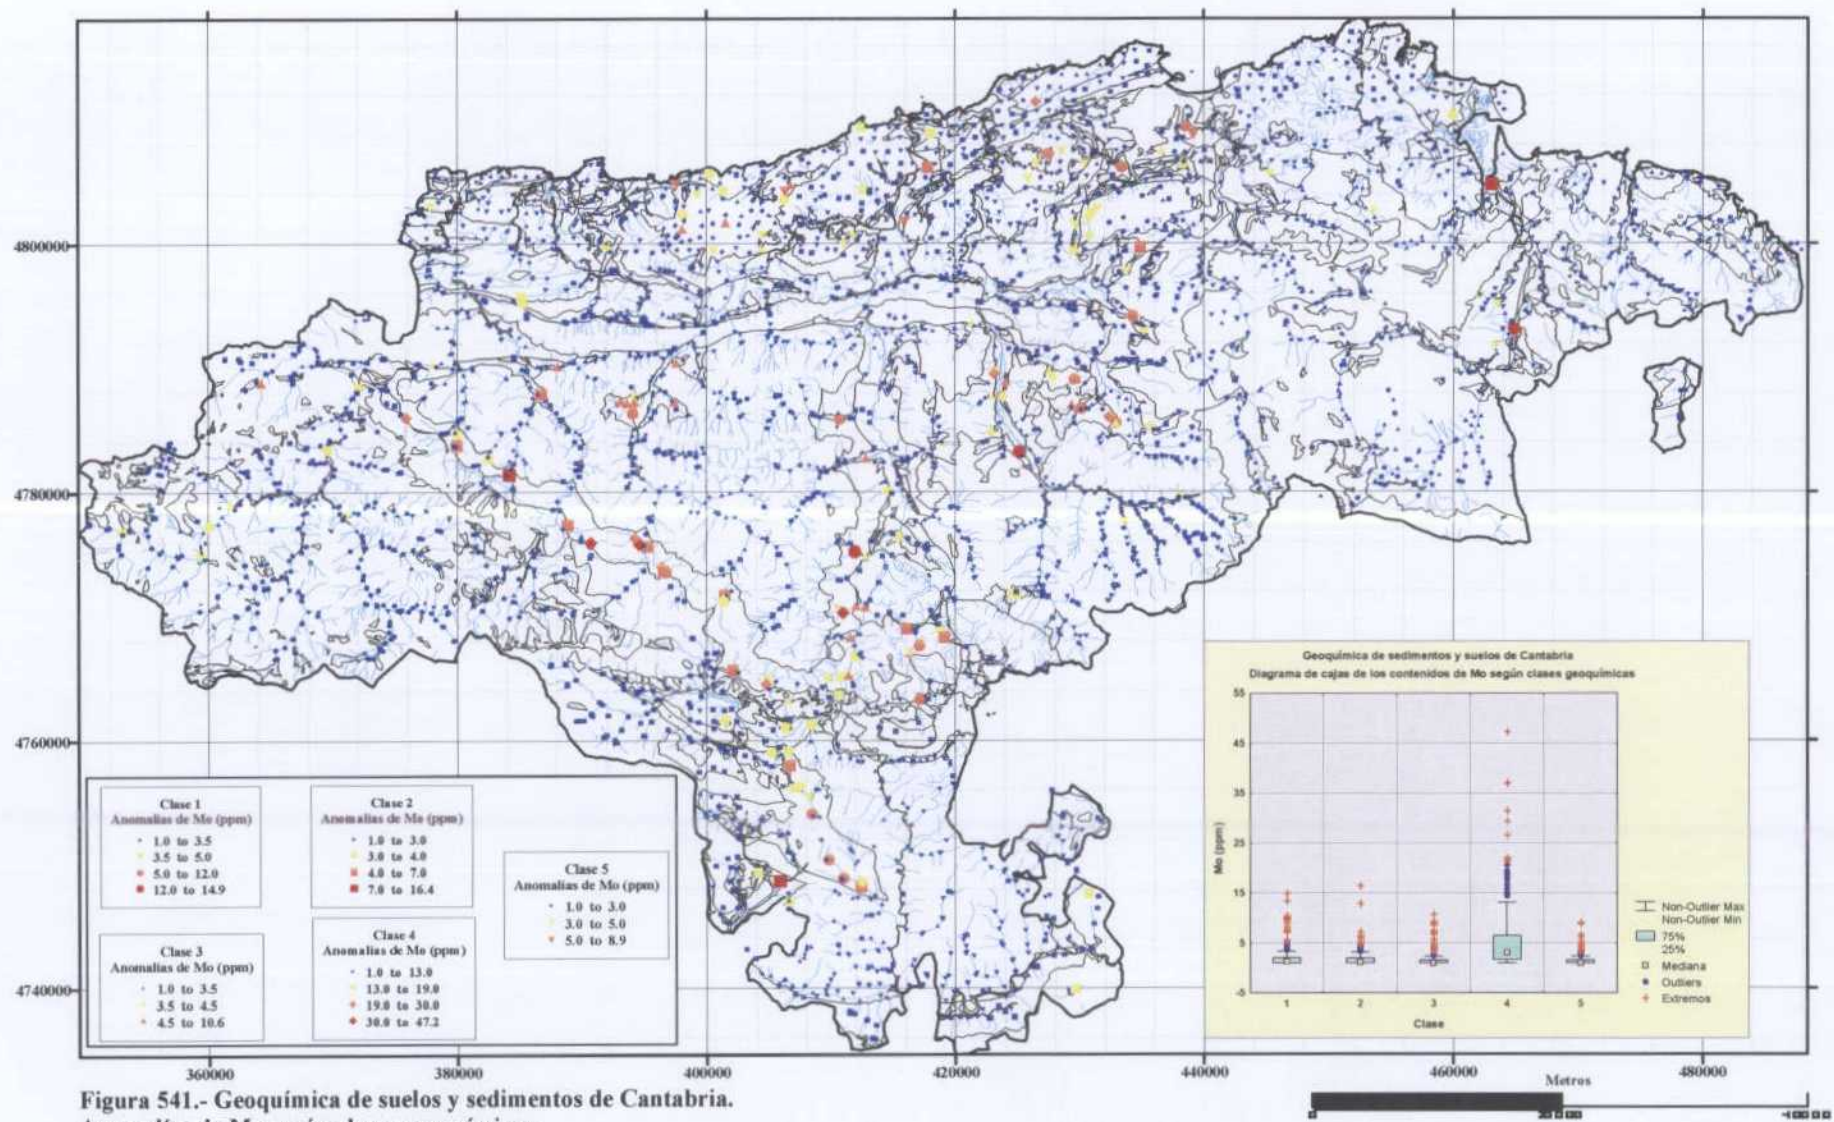 4800000
4780000
4760000
4740000
360000
380000
400000
420000
440000
460000
480000
Metros
Clase 1
Anomalías de Mo (ppm)
1.0 to 3.5
3.5 to 5.0
5.0 to 12.0
12.0 to 14.9
Clase 2
Anomalías de Mo (ppm)
1.0 to 3.0
3.0 to 4.0
4.0 to 7.0
7.0 to 16.4
Clase 3
Anomalías de Mo (ppm)
1.0 to 3.5
3.5 to 4.5
4.5 to 10.6
Clase 4
Anomalías de Mo (ppm)
1.0 to 13.0
13.0 to 19.0
19.0 to 30.0
30.0 to 47.2
Clase 5
Anomalías de Mo (ppm)
1.0 to 3.0
3.0 to 5.0
5.0 to 8.9
Geoquímica de sedimentos y suelos de Cantabria
Diagrama de cajas de los contenidos de Mo según clases geoquímicas
Mo (ppm)
55
45
35
25
15
5
-5
1 2 3 4 5
Clase
Non-Outlier Max
Non-Outlier Min
75%
25%
Mediana
Outliers
Extremos
Figura 541.- Geoquímica de suelos y sedimentos de Cantabria.